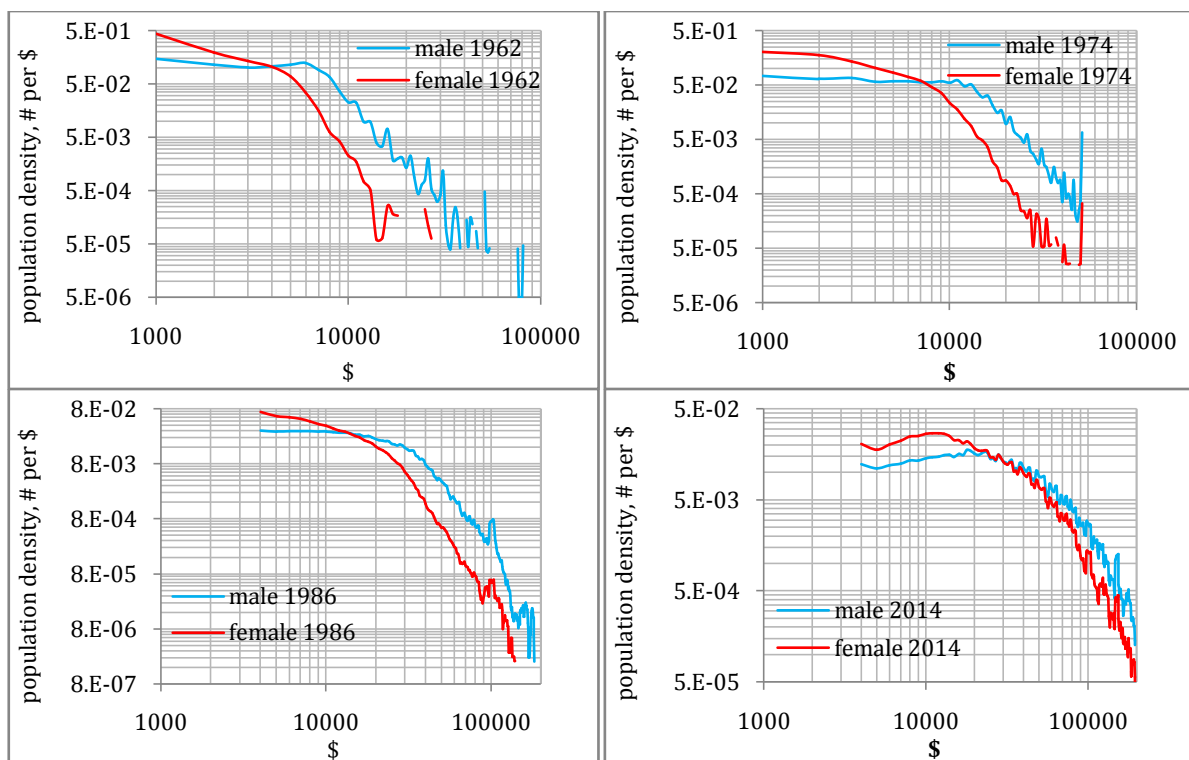 population density, # per $
5.E-01
5.E-02
5.E-03
5.E-04
5.E-05
5.E-06
male 1962
female 1962
1000
10000
100000
$
population density, # per $
5.E-01
5.E-02
5.E-03
5.E-04
5.E-05
5.E-06
male 1974
female 1974
1000
10000
100000
$
population density, # per $
8.E-02
8.E-03
8.E-04
8.E-05
8.E-06
8.E-07
male 1986
female 1986
1000
10000
100000
$
population density, # per $
5.E-02
5.E-03
5.E-04
5.E-05
male 2014
female 2014
1000
10000
100000
$